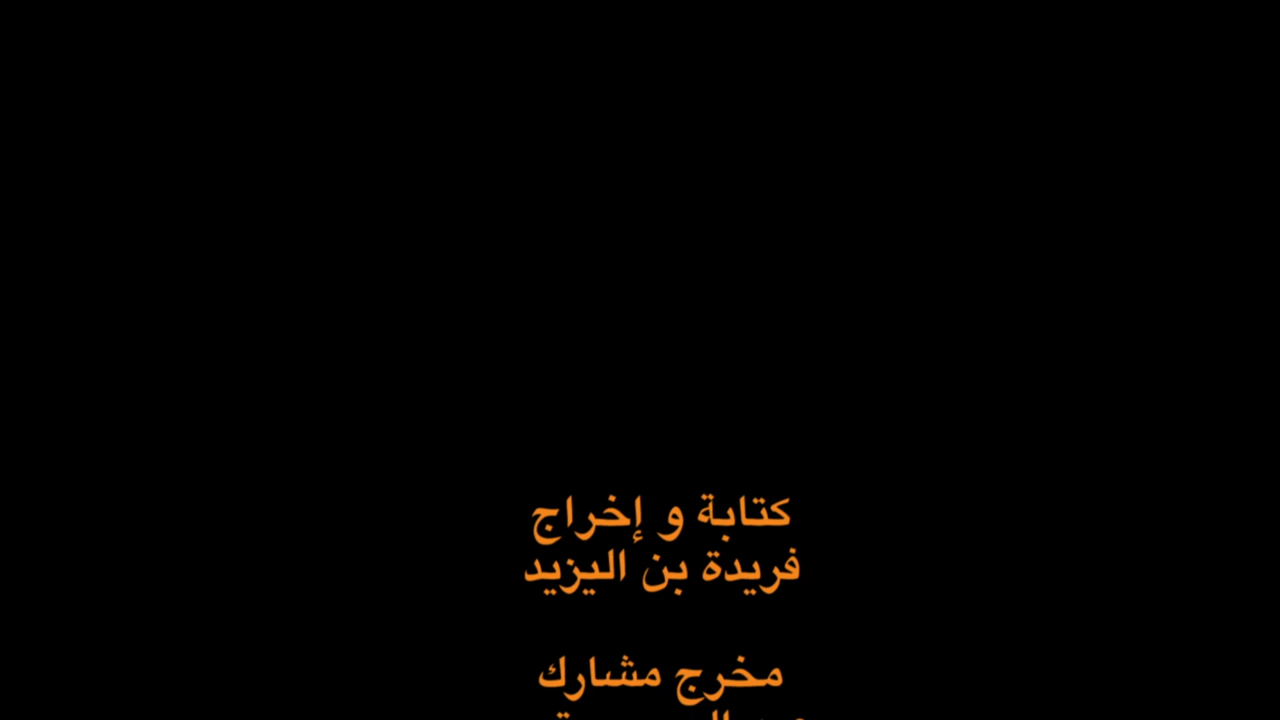 كتابة و إخراج
فريدة بن اليزيد
مخرج مشارك